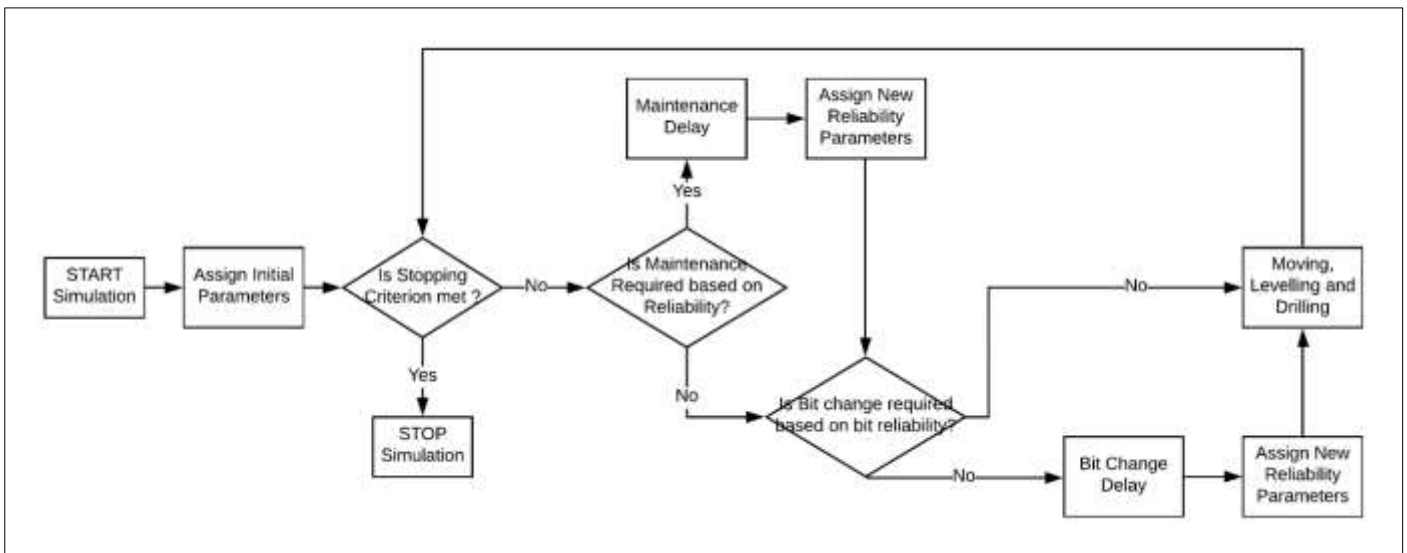 START
Simulation
Assign Initial
Parameters
Is Stopping
Criterion met ?
No
Yes
STOP
Simulation
Is Maintenance
Required based on
Reliability?
Yes
Maintenance
Delay
Assign New
Reliability
Parameters
No
Is Bit change required
based on bit reliability?
No
Moving,
Levelling and
Drilling
No
Bit Change
Delay
Assign New
Reliability
Parameters